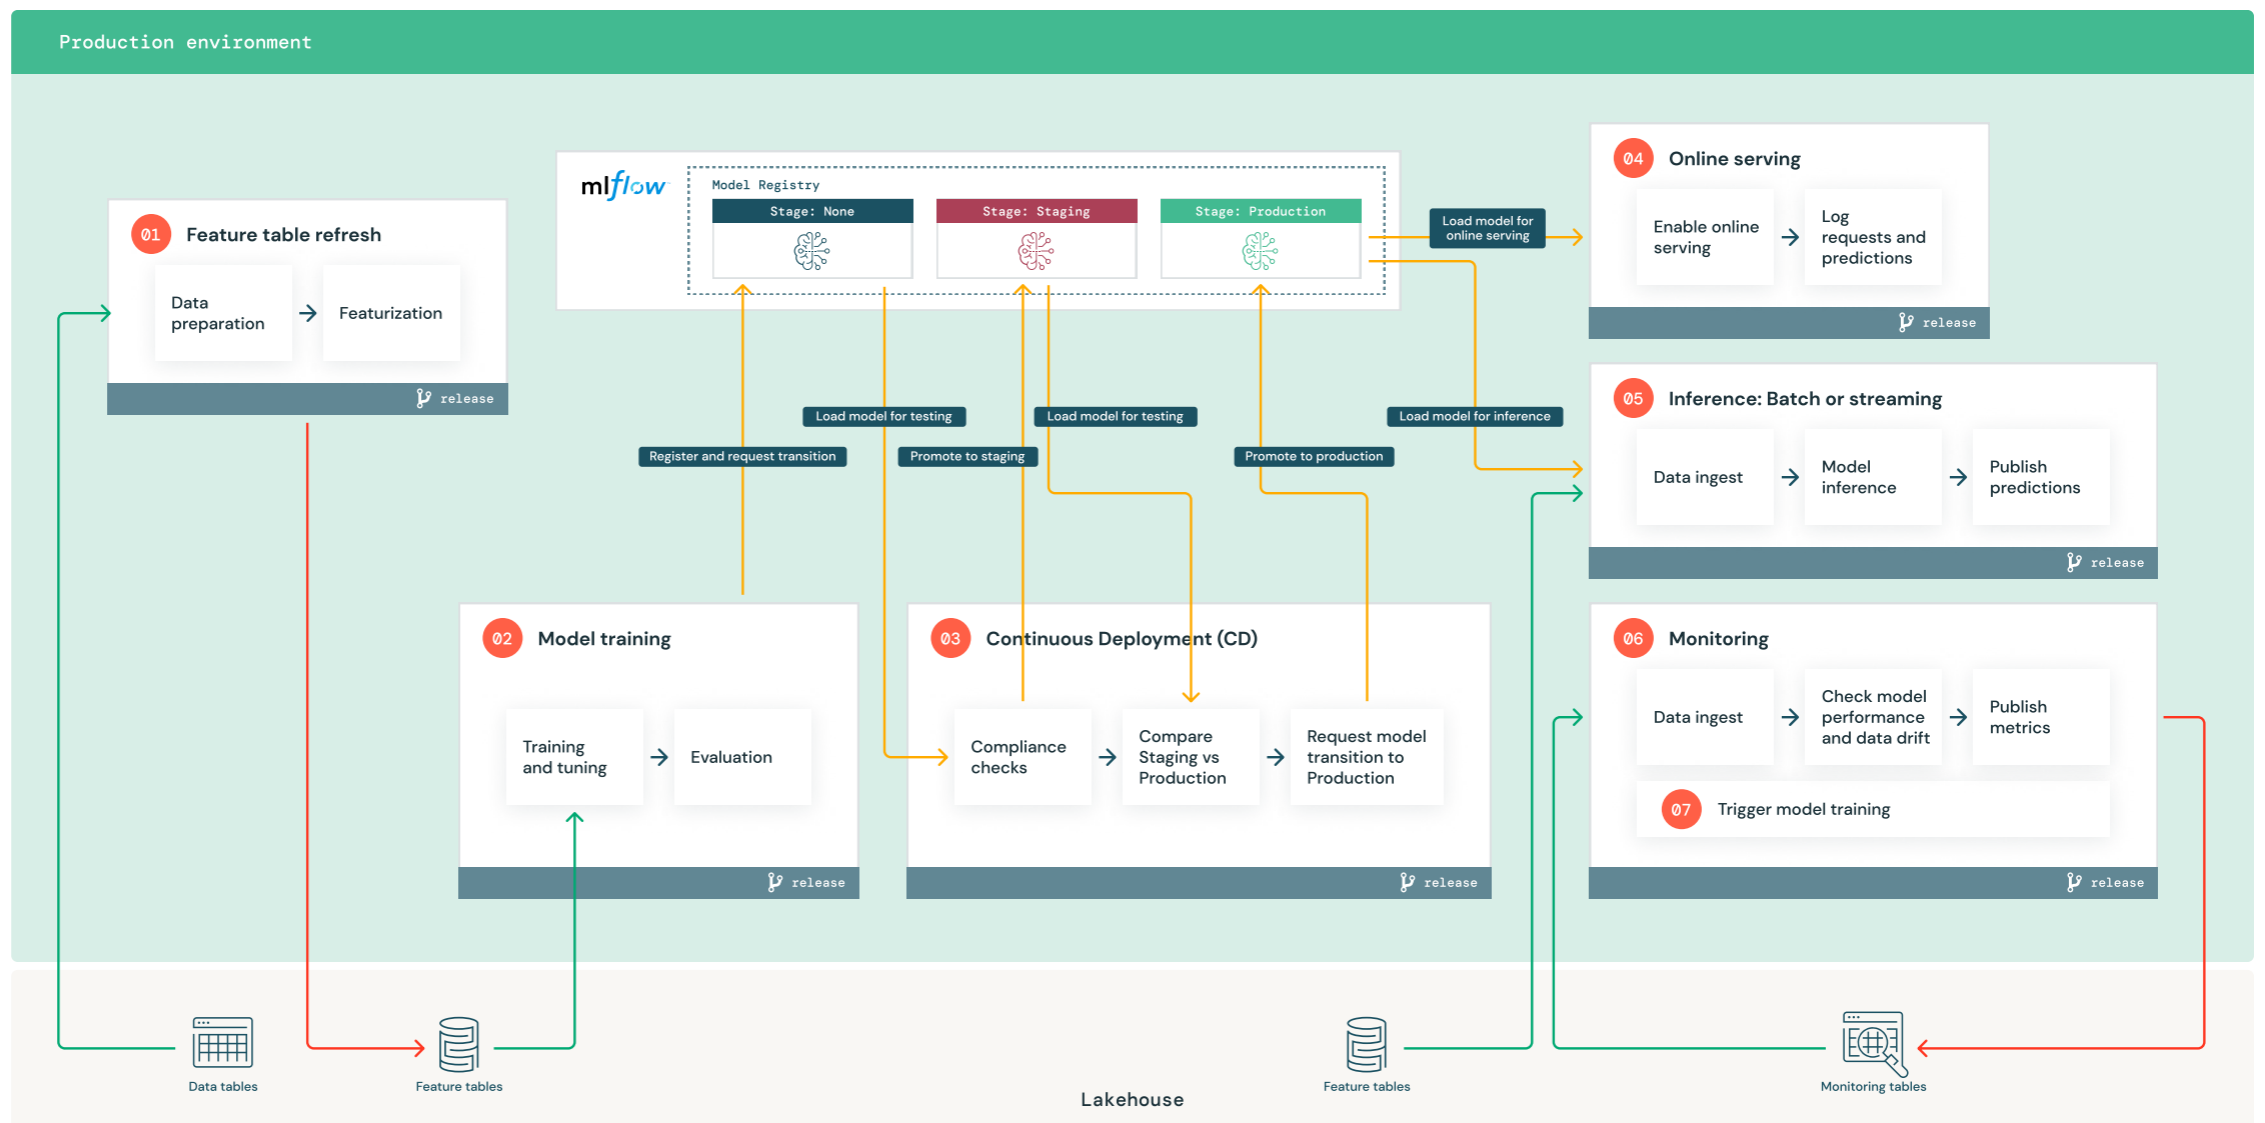 Production environment
01
Feature table refresh
Data
preparation
Featurization
release
mlflow
Model Registry
Stage: None
Stage: Staging
Stage: Production
Load model for
online serving
04
Online serving
Enable online
serving
Log
requests and
predictions
release
Load model for testing
Load model for testing
Load model for inference
Register and request transition
Promote to staging
Promote to production
05
Inference: Batch or streaming
Data ingest
Model
inference
Publish
predictions
release
02
Model training
Training
and tuning
Evaluation
release
03
Continuous Deployment (CD)
Compliance
checks
Compare
Staging vs
Production
Request model
transition to
Production
release
06
Monitoring
Data ingest
Check model
performance
and data drift
Publish
metrics
07
Trigger model training
release
Data tables
Feature tables
Feature tables
Monitoring tables
Lakehouse